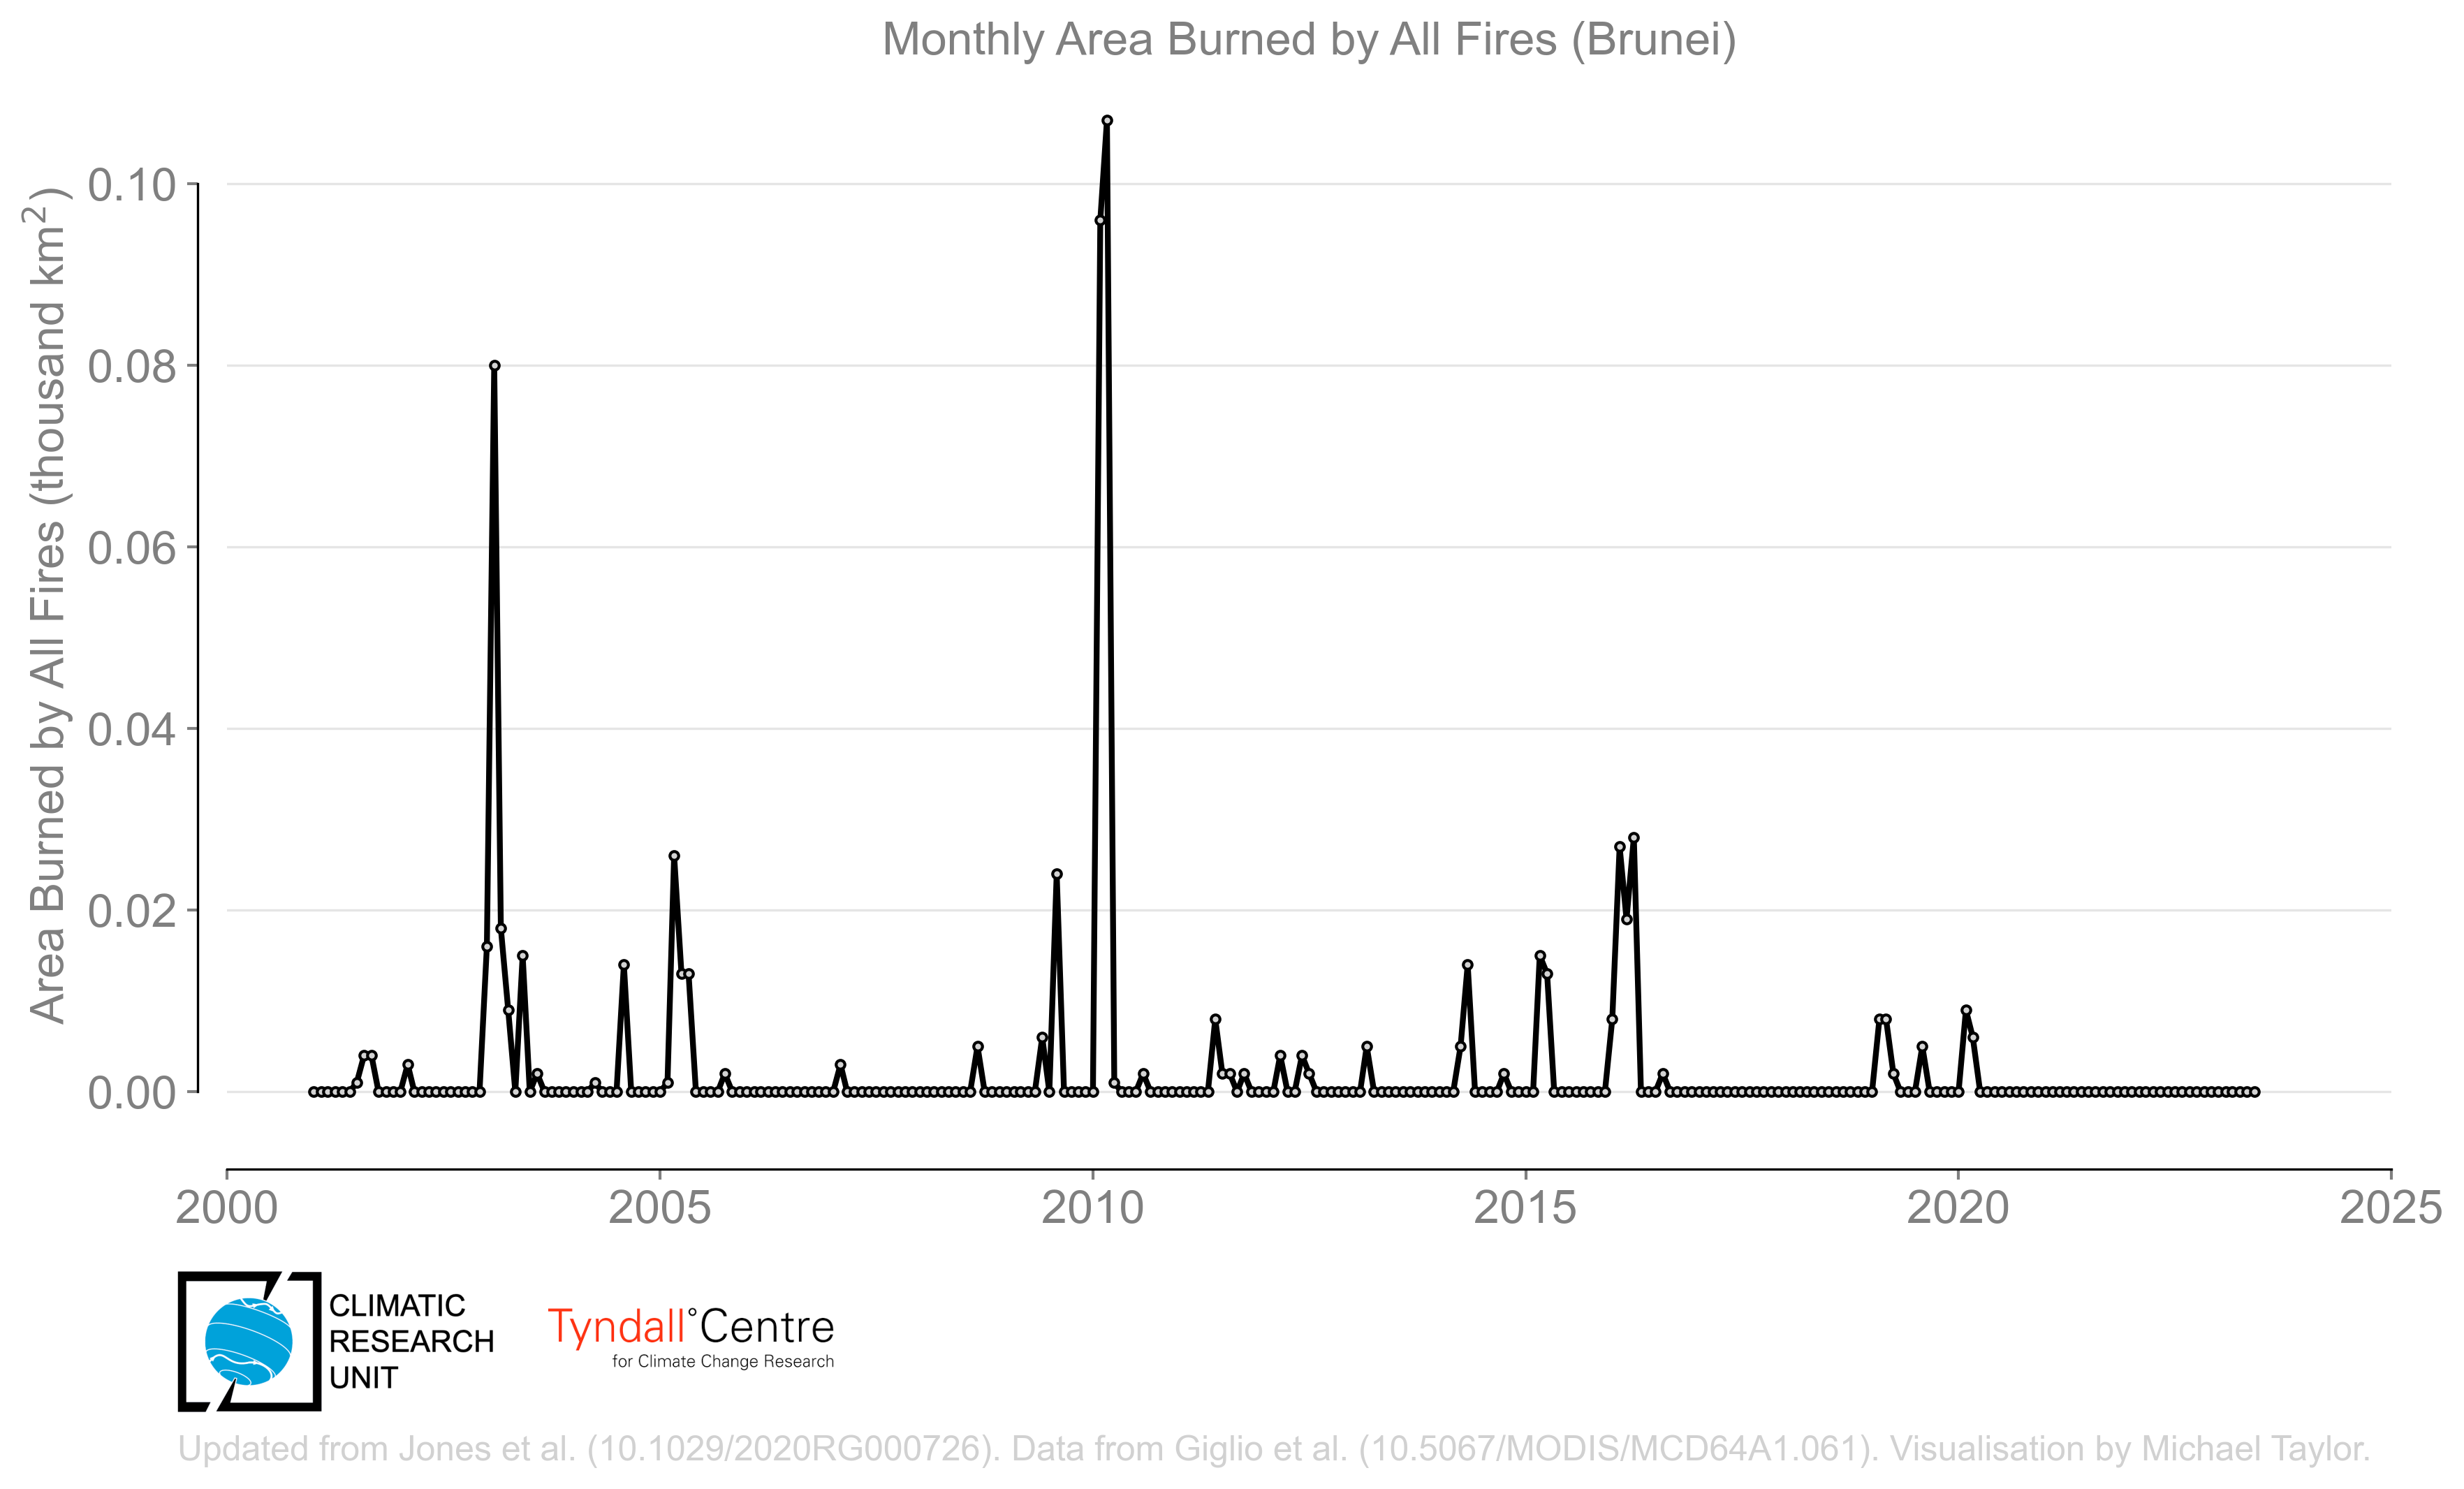 Monthly Area Burned by All Fires (Brunei)
Area Burned by All Fires (thousand km²)
0.10
0.08
0.06
0.04
0.02
0.00
2000 2005 2010 2015 2020 2025
CLIMATIC
RESEARCH
UNIT
Tyndall°Centre
for Climate Change Research
Updated from Jones et al. (10.1029/2020RG000726). Data from Giglio et al. (10.5067/MODIS/MCD64A1.061). Visualisation by Michael Taylor.